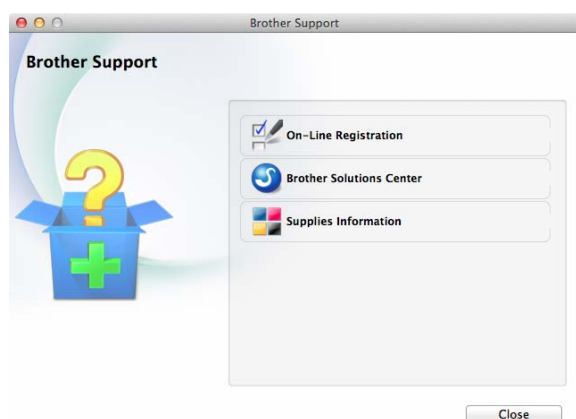 Brother Support
Brother Support
On-Line Registration
Brother Solutions Center
Supplies Information
Close